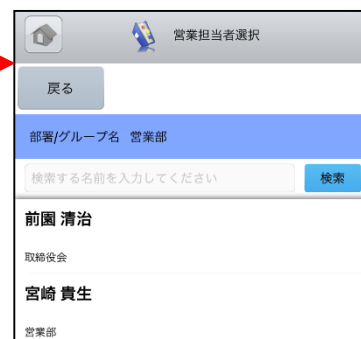 営業担当者選択
戻る
部署/グループ名 営業部
検索する名前を入力してください 検索
前園 清治
取締役会
宮崎 貴生
営業部